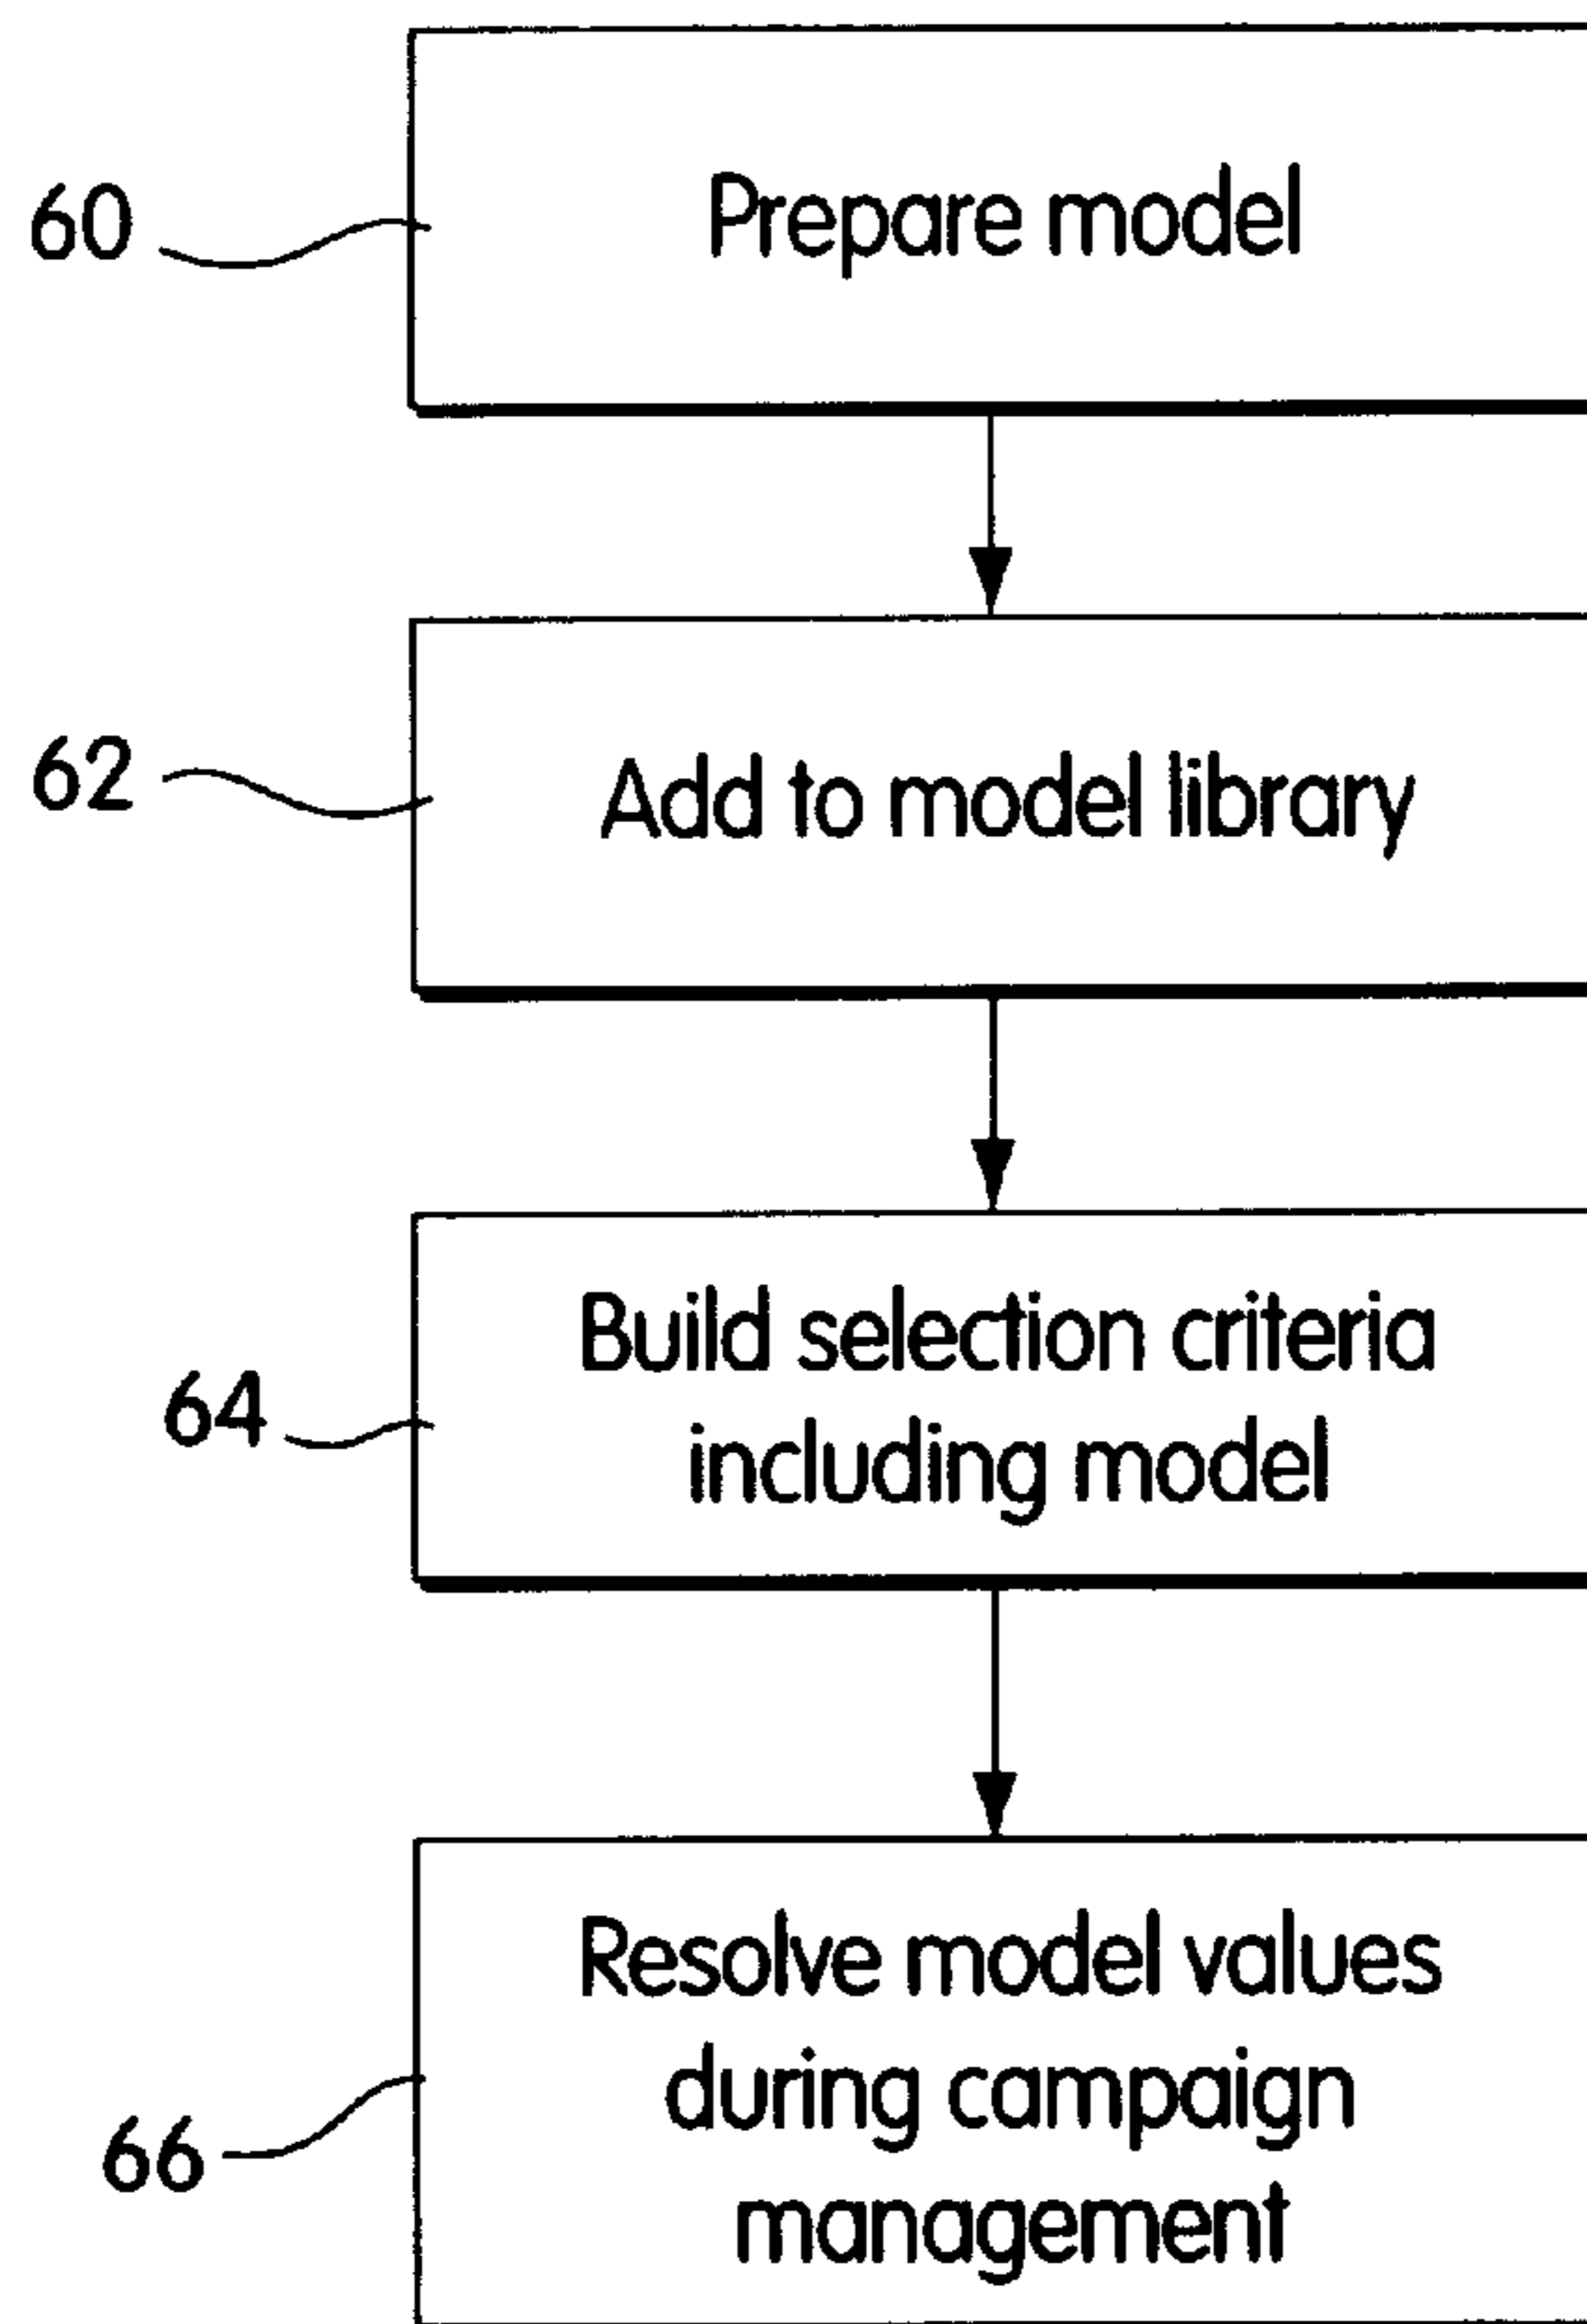 60
Prepare model
62
Add to model library
Build selection criteria
64
including model
Resolve model values
during campaign
66
management